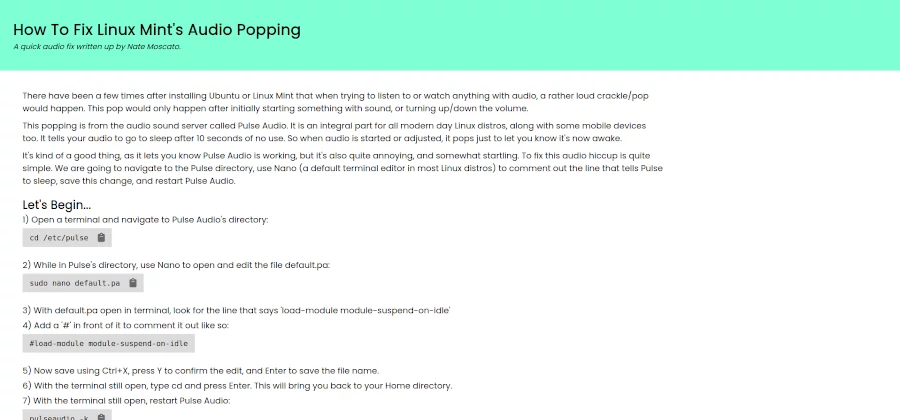 How To Fix Linux Mint's Audio Popping
A quick audio fix written up by Nate Moscato.
There have been a few times after installing Ubuntu or Linux Mint that when trying to listen to or watch anything with audio, a rather loud crackle/pop
would happen. This pop would only happen after initially starting something with sound, or turning up/down the volume.
This popping is from the audio sound server called Pulse Audio. It is an integral part for all modern day Linux distros, along with some mobile devices
too. It tells your audio to go to sleep after 10 seconds of no use. So when audio is started or adjusted, it pops just to let you know it's now awake.
It's kind of a good thing, as it lets you know Pulse Audio is working, but it's also quite annoying, and somewhat startling. To fix this audio hiccup is quite
simple. We are going to navigate to the Pulse directory, use Nano (a default terminal editor in most Linux distros) to comment out the line that tells Pulse
to sleep, save this change, and restart Pulse Audio.
Let's Begin...
1) Open a terminal and navigate to Pulse Audio's directory:
cd /etc/pulse
2) While in Pulse's directory, use Nano to open and edit the file default.pa:
sudo nano default.pa
3) With default.pa open in terminal, look for the line that says 'load-module module-suspend-on-idle'
4) Add a '#' in front of it to comment it out like so:
#load-module module-suspend-on-idle
5) Now save using Ctrl+X, press Y to confirm the edit, and Enter to save the file name.
6) With the terminal still open, type cd and press Enter. This will bring you back to your Home directory.
7) With the terminal still open, restart Pulse Audio:
pulseaudio -k